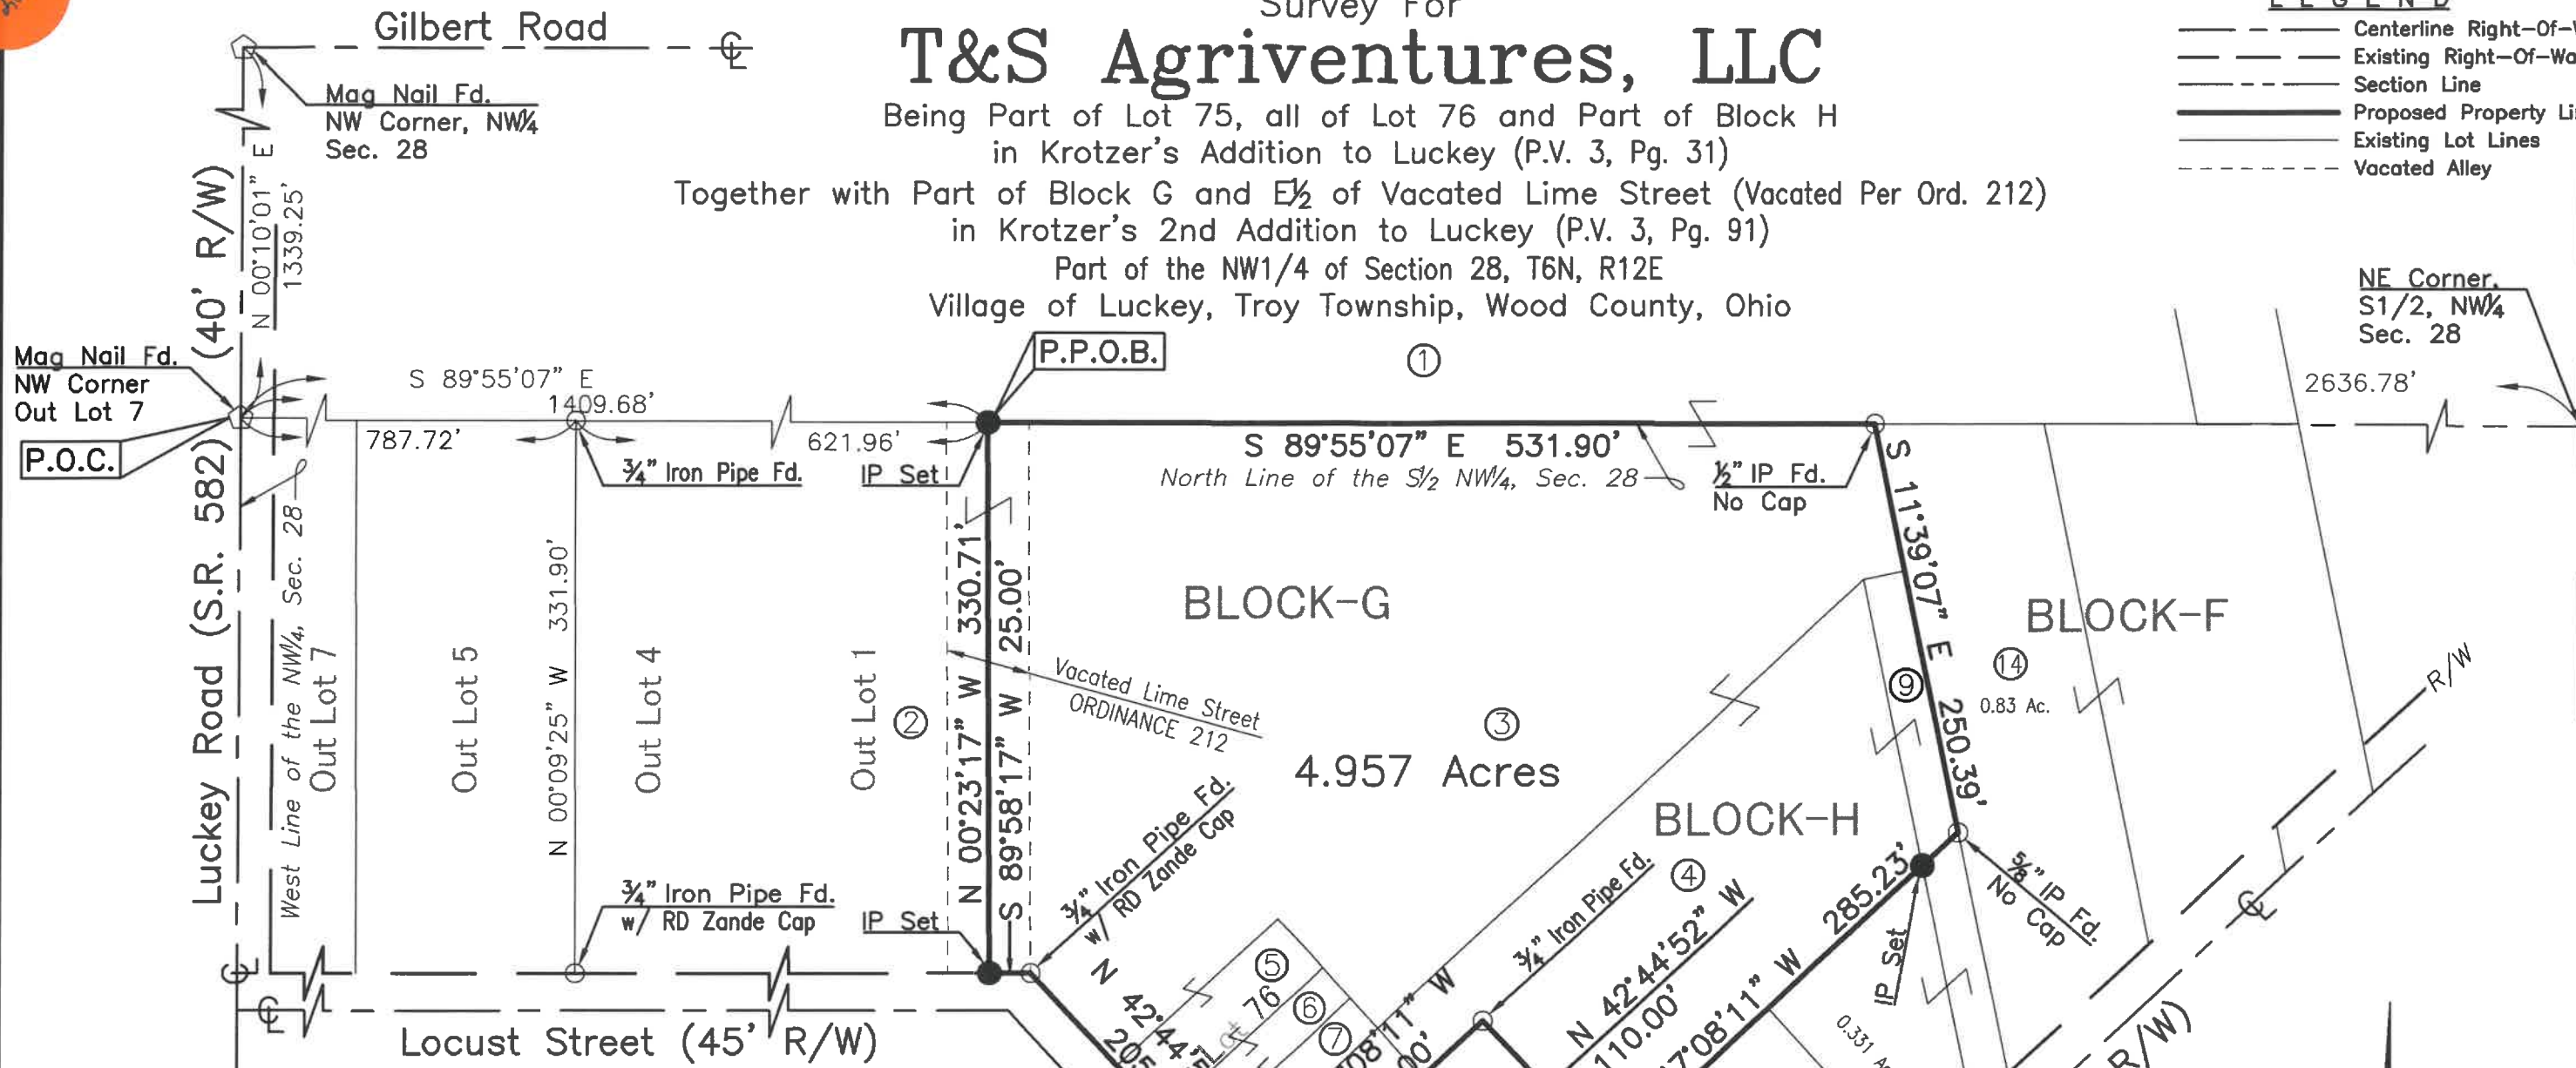 Survey For
T&S Agriventures, LLC
Being Part of Lot 75, all of Lot 76 and Part of Block H
in Krotzer's Addition to Luckey (P.V. 3, Pg. 31)
Together with Part of Block G and E½ of Vacated Lime Street (Vacated Per Ord. 212)
in Krotzer's 2nd Addition to Luckey (P.V. 3, Pg. 91)
Part of the NW1/4 of Section 28, T6N, R12E
Village of Luckey, Troy Township, Wood County, Ohio
LEGEND
Centerline Right-Of-
Existing Right-Of-Wa
Section Line
Proposed Property Li
Existing Lot Lines
Vacated Alley
Gilbert Road
Mag Nail Fd.
NW Corner, NW¼
Sec. 28
N 00°10'01" E
1339.25'
Luckey Road (S.R. 582) (40' R/W)
Mag Nail Fd.
NW Corner
Out Lot 7
P.O.C.
S 89°55'07" E
1409.68'
787.72'
621.96'
¾" Iron Pipe Fd.
IP Set
P.P.O.B.
1
S 89°55'07" E 531.90'
North Line of the S½ NW¼, Sec. 28
½" IP Fd.
No Cap
NE Corner,
S1/2, NW¼
Sec. 28
2636.78'
West Line of the NW¼, Sec. 28
Out Lot 7
Out Lot 5
N 00°09'25" W 331.90'
Out Lot 4
Out Lot 1
2
N 00°23'17" W 330.71'
S 89°58'17" W 25.00'
Vacated Lime Street
ORDINANCE 212
BLOCK-G
3
4.957 Acres
S 11°39'07" E 250.39'
9
BLOCK-F
14
0.83 Ac.
R/W
BLOCK-H
4
¾" Iron Pipe Fd.
w/ RD Zande Cap
IP Set
¾" Iron Pipe Fd.
w/ RD Zande Cap
¾" Iron Pipe Fd.
N 42°44'52" W
110.00'
285.23'
7°08'11" W
IP Set
⅝" IP Fd.
No Cap
N 42°44'
205
5
Lot 76
6
7
08'11" W
00'
0.331 A
R/W)
Locust Street (45' R/W)